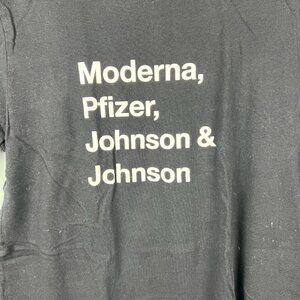 Moderna,
Pfizer,
Johnson &
Johnson